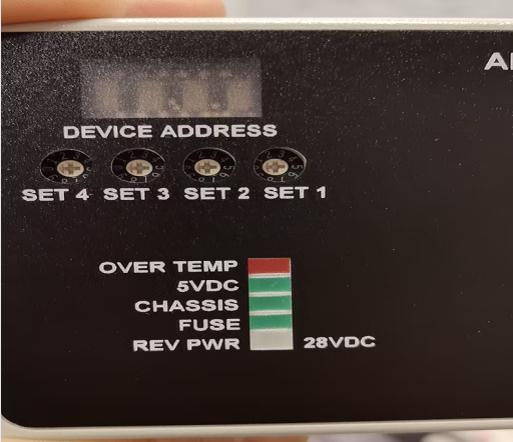 DEVICE ADDRESS
SET 4 SET 3 SET 2 SET 1
OVER TEMP
5VDC
CHASSIS
FUSE
REV PWR 28VDC